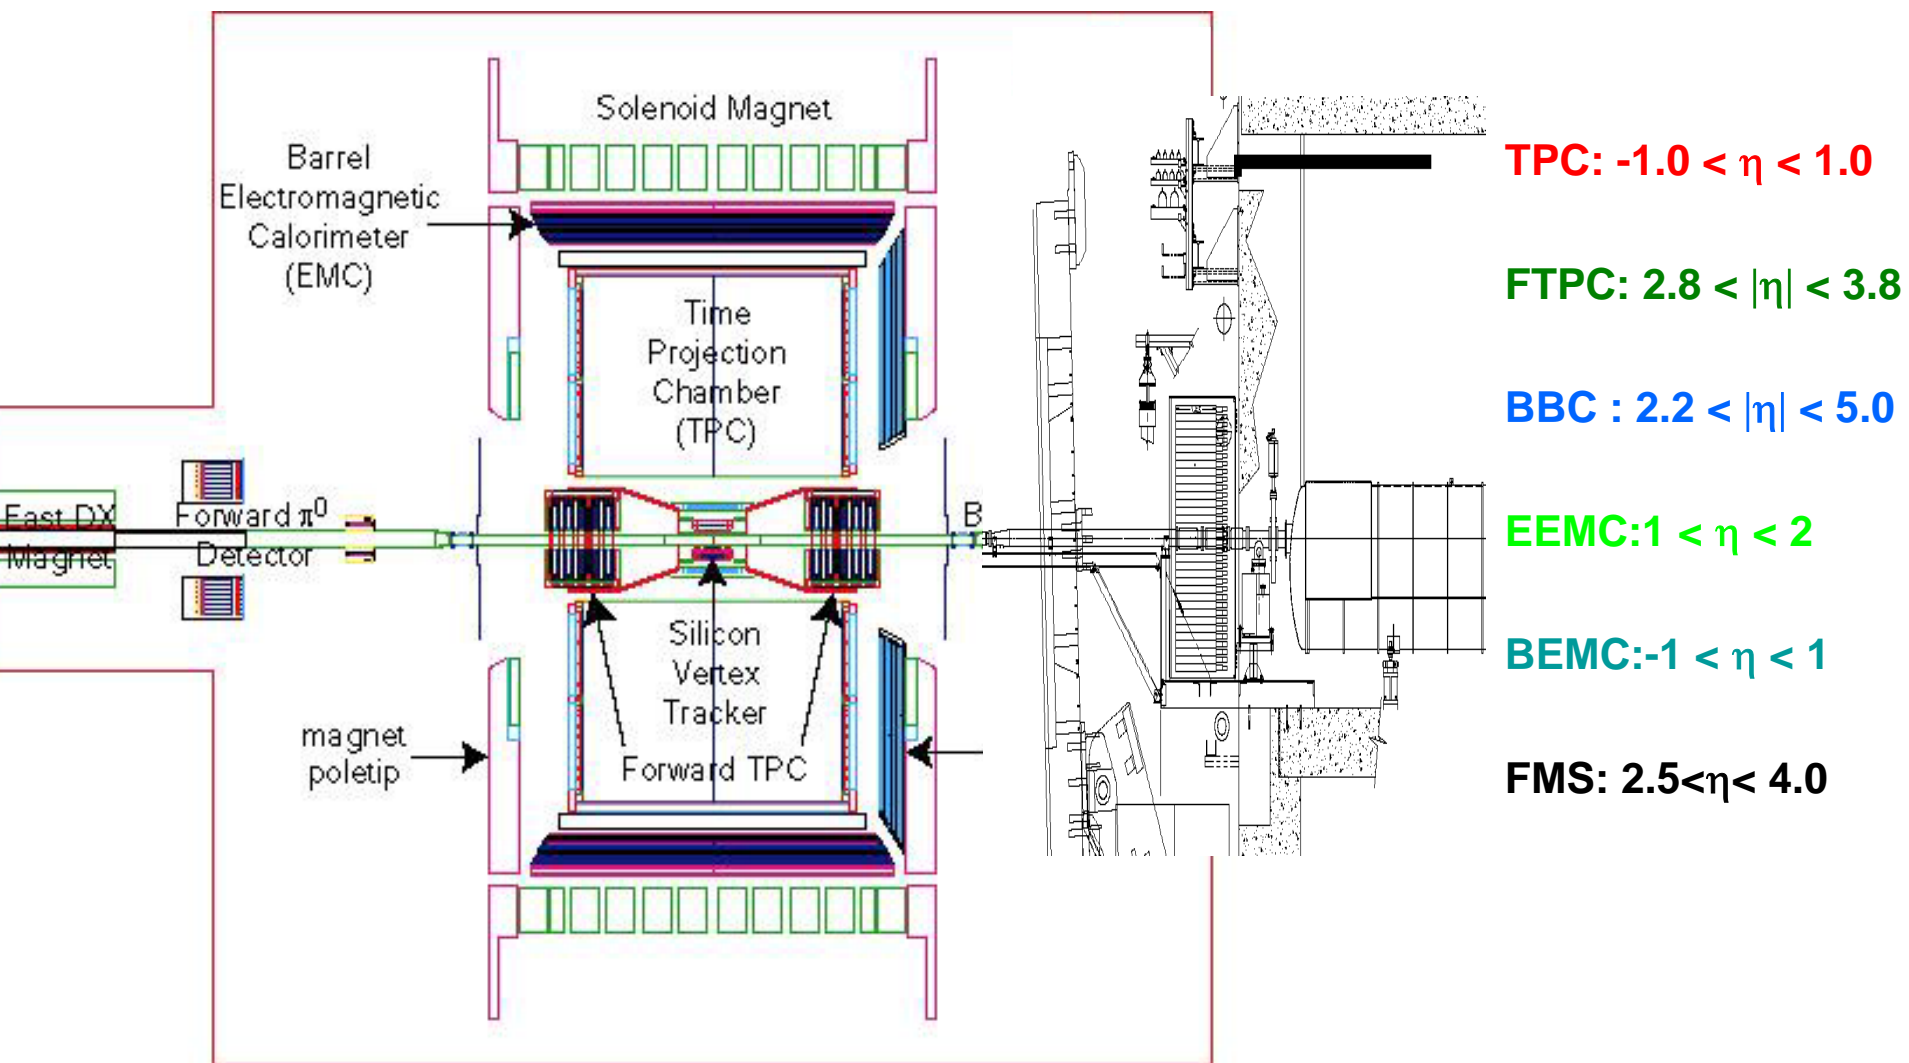 Solenoid Magnet
Barrel
Electromagnetic
Calorimeter
(EMC)
Time
Projection
Chamber
(TPC)
East DX
Magnet
Forward π⁰
Detector
B
Silicon
Vertex
Tracker
Forward TPC
magnet
poletip
TPC: -1.0 < η < 1.0
FTPC: 2.8 < |η| < 3.8
BBC : 2.2 < |η| < 5.0
EEMC:1 < η < 2
BEMC:-1 < η < 1
FMS: 2.5<η< 4.0